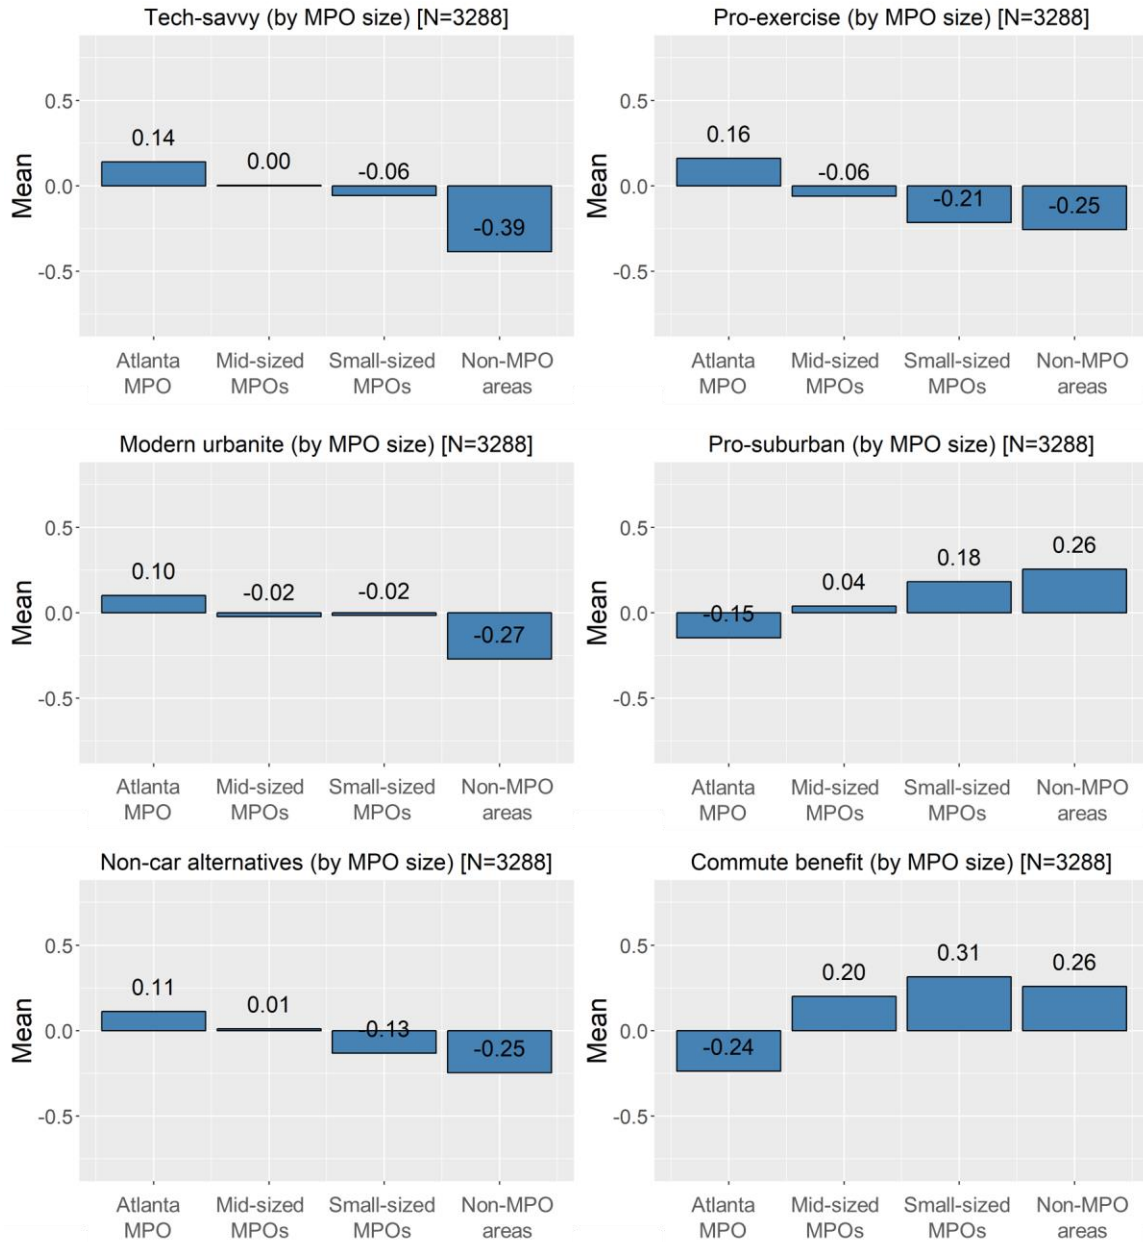 Tech-savvy (by MPO size) [N=3288]
Mean
0.5
0.0
-0.5
0.14
0.00
-0.06
-0.39
Atlanta MPO
Mid-sized MPOs
Small-sized MPOs
Non-MPO areas
Pro-exercise (by MPO size) [N=3288]
Mean
0.5
0.0
-0.5
0.16
-0.06
-0.21
-0.25
Atlanta MPO
Mid-sized MPOs
Small-sized MPOs
Non-MPO areas
Modern urbanite (by MPO size) [N=3288]
Mean
0.5
0.0
-0.5
0.10
-0.02
-0.02
-0.27
Atlanta MPO
Mid-sized MPOs
Small-sized MPOs
Non-MPO areas
Pro-suburban (by MPO size) [N=3288]
Mean
0.5
0.0
-0.5
-0.15
0.04
0.18
0.26
Atlanta MPO
Mid-sized MPOs
Small-sized MPOs
Non-MPO areas
Non-car alternatives (by MPO size) [N=3288]
Mean
0.5
0.0
-0.5
0.11
0.01
-0.13
-0.25
Atlanta MPO
Mid-sized MPOs
Small-sized MPOs
Non-MPO areas
Commute benefit (by MPO size) [N=3288]
Mean
0.5
0.0
-0.5
-0.24
0.20
0.31
0.26
Atlanta MPO
Mid-sized MPOs
Small-sized MPOs
Non-MPO areas